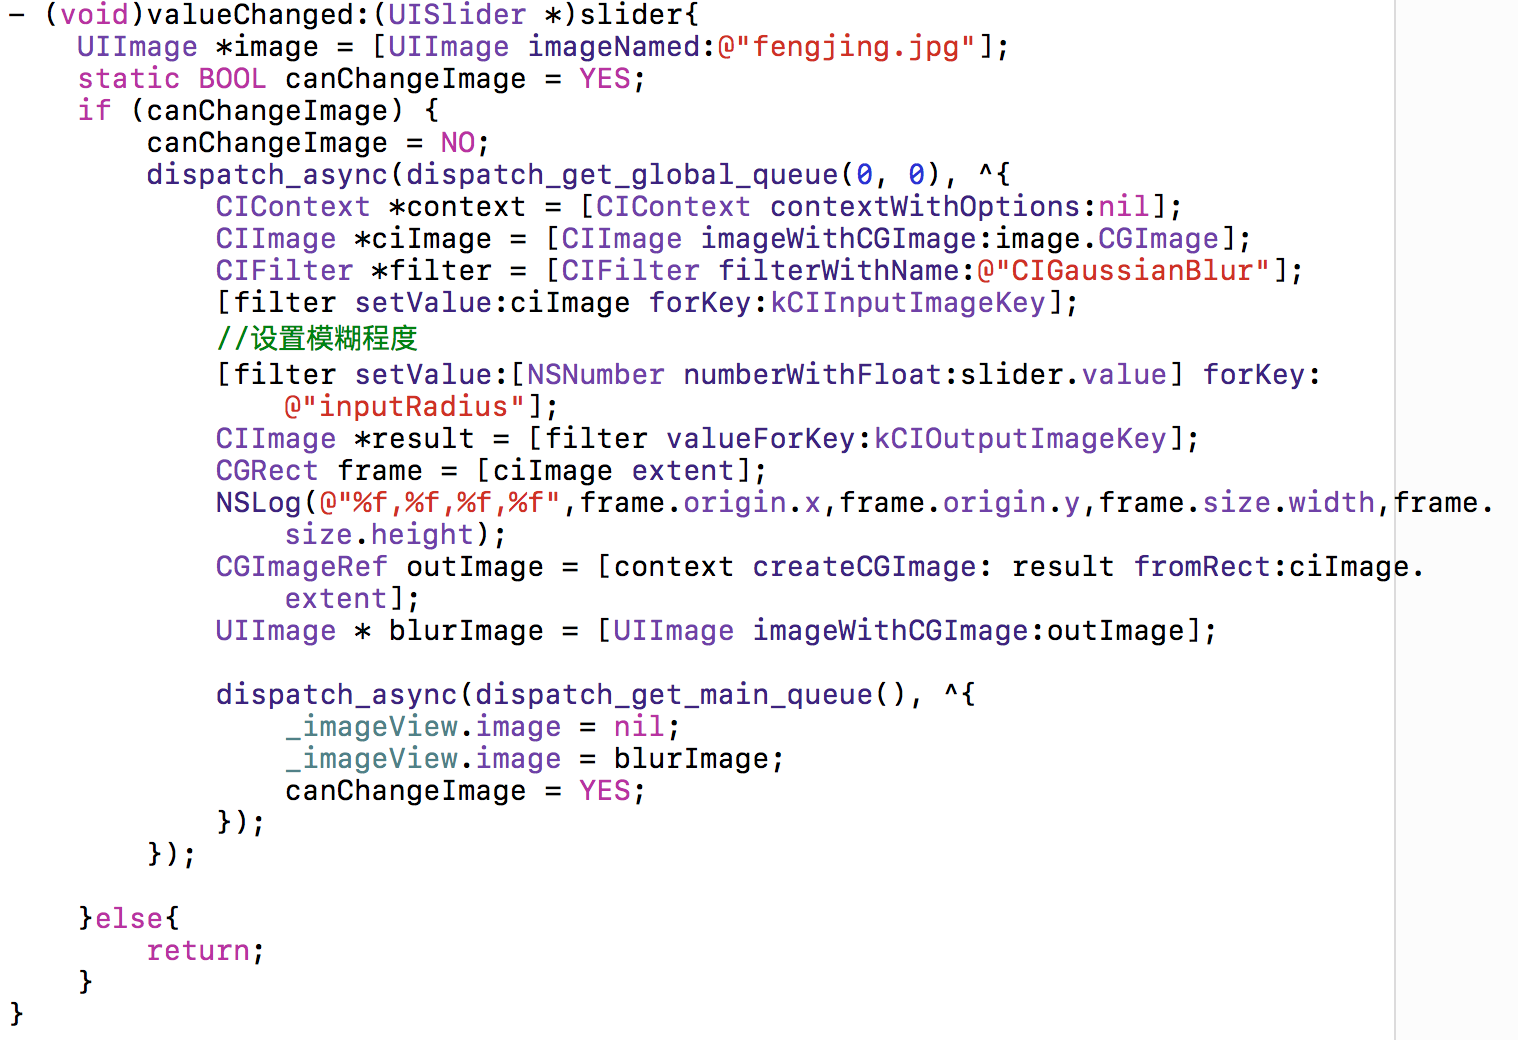 - (void)valueChanged:(UISlider *)slider{
    UIImage *image = [UIImage imageNamed:@"fengjing.jpg"];
    static BOOL canChangeImage = YES;
    if (canChangeImage) {
        canChangeImage = NO;
        dispatch_async(dispatch_get_global_queue(0, 0), ^{
            CIContext *context = [CIContext contextWithOptions:nil];
            CIImage *ciImage = [CIImage imageWithCGImage:image.CGImage];
            CIFilter *filter = [CIFilter filterWithName:@"CIGaussianBlur"];
            [filter setValue:ciImage forKey:kCIInputImageKey];
            //设置模糊程度
            [filter setValue:[NSNumber numberWithFloat:slider.value] forKey:
                @"inputRadius"];
            CIImage *result = [filter valueForKey:kCIOutputImageKey];
            CGRect frame = [ciImage extent];
            NSLog(@"%f,%f,%f,%f",frame.origin.x,frame.origin.y,frame.size.width,frame.
                size.height);
            CGImageRef outImage = [context createCGImage: result fromRect:ciImage.
                extent];
            UIImage * blurImage = [UIImage imageWithCGImage:outImage];
            dispatch_async(dispatch_get_main_queue(), ^{
                _imageView.image = nil;
                _imageView.image = blurImage;
                canChangeImage = YES;
            });
        });
    }else{
        return;
    }
}